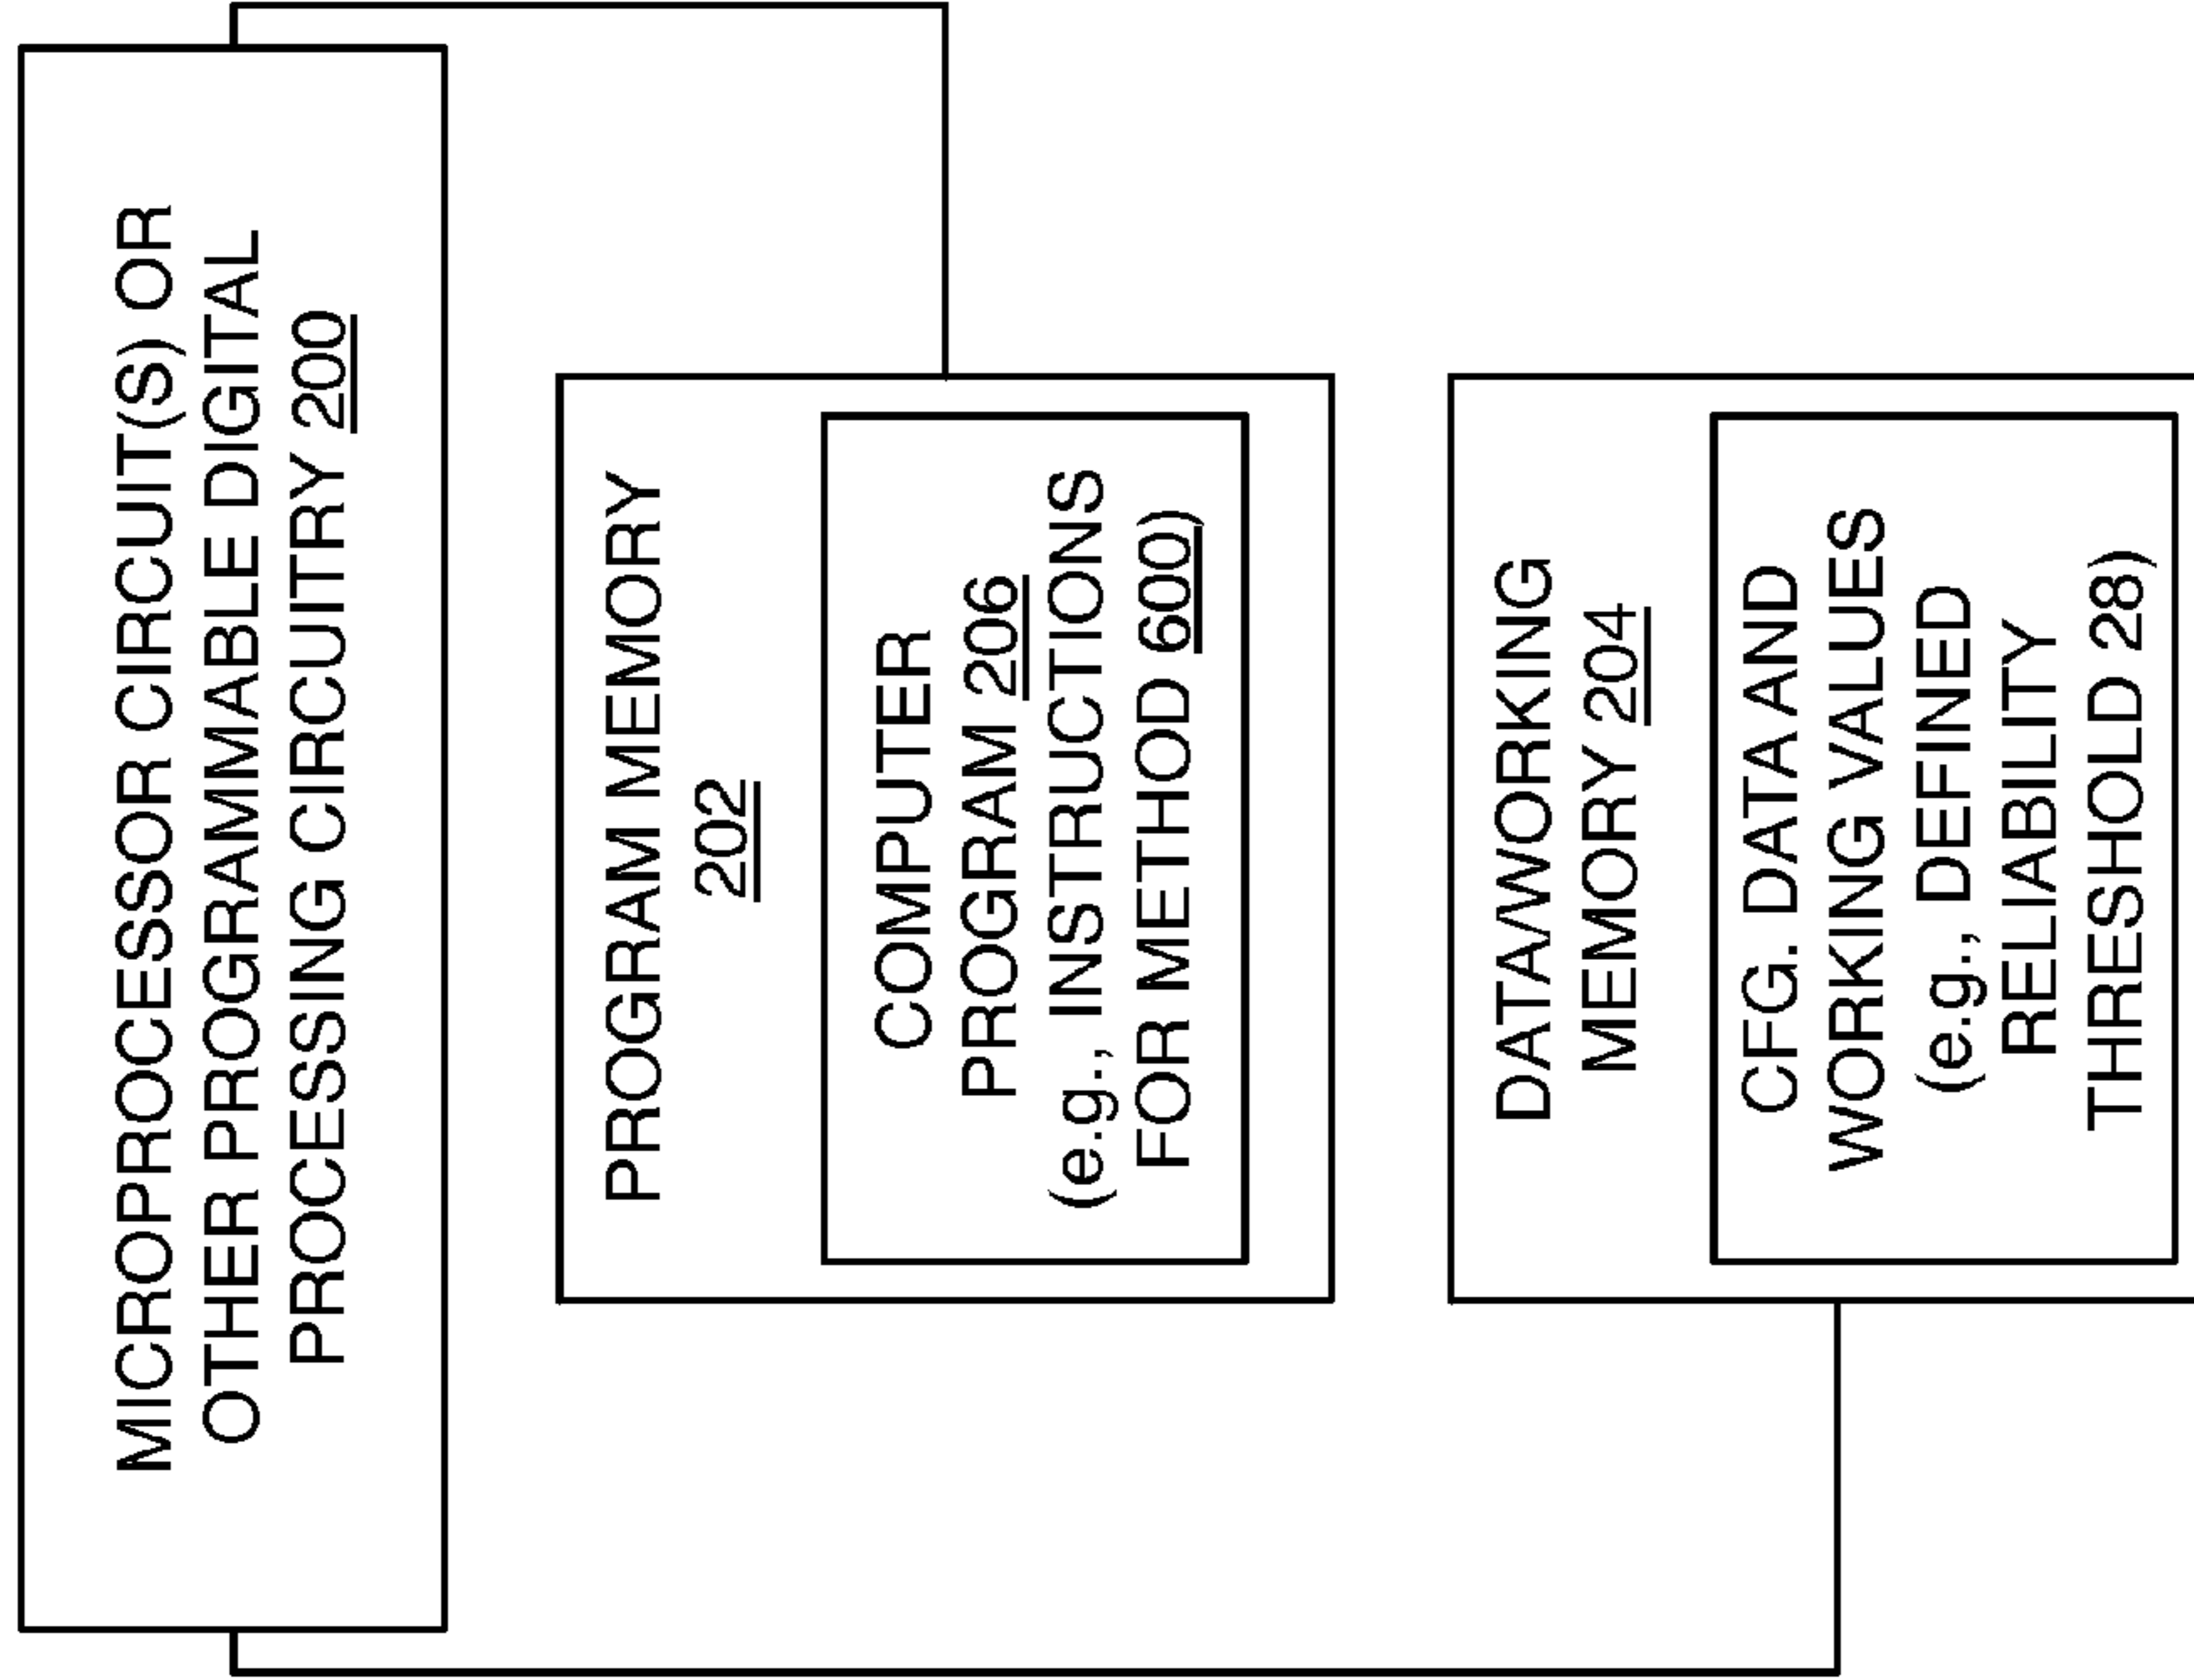 MICROPROCESSOR CIRCUIT(S) OR
OTHER PROGRAMMABLE DIGITAL
PROCESSING CIRCUITRY 200
PROGRAM MEMORY
202
COMPUTER
PROGRAM 206
(e.g., INSTRUCTIONS
FOR METHOD 600)
DATA/WORKING
MEMORY 204
CFG. DATA AND
WORKING VALUES
(e.g., DEFINED
RELIABILITY
THRESHOLD 28)